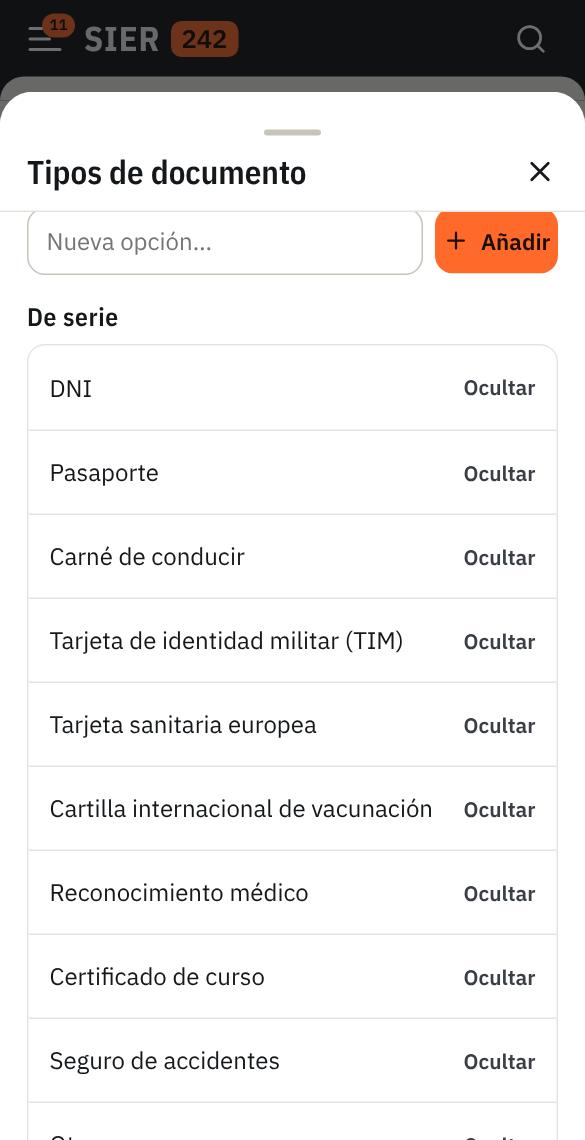 11
SIER 242
Tipos de documento
Nueva opción...
+ Añadir
De serie
DNI Ocultar
Pasaporte Ocultar
Carné de conducir Ocultar
Tarjeta de identidad militar (TIM) Ocultar
Tarjeta sanitaria europea Ocultar
Cartilla internacional de vacunación Ocultar
Reconocimiento médico Ocultar
Certificado de curso Ocultar
Seguro de accidentes Ocultar